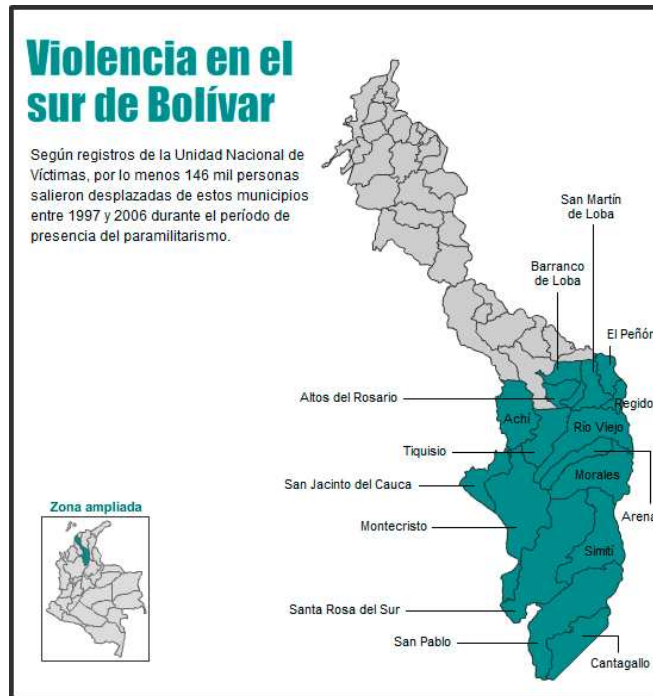 Violencia en el
sur de Bolívar
Según registros de la Unidad Nacional de
Víctimas, por lo menos 146 mil personas
salieron desplazadas de estos municipios
entre 1997 y 2006 durante el período de
presencia del paramilitarismo.
San Martín
de Loba
Barranco
de Loba
El Peñón
Altos del Rosario
Regido
Achí
Río Viejo
Tiquisio
Morales
San Jacinto del Cauca
Arena
Montecristo
Zona ampliada
Simití
Santa Rosa del Sur
San Pablo
Cantagallo